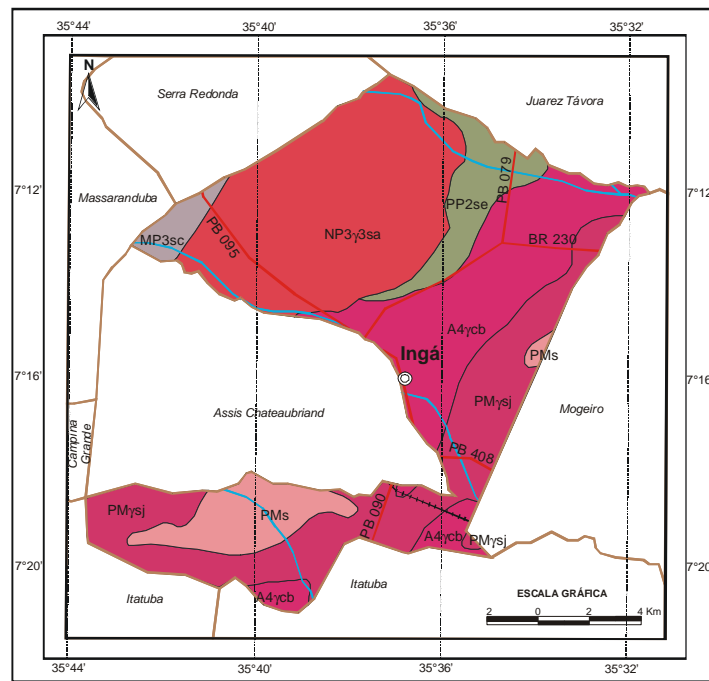 35°44'
35°40'
35°36'
35°32'
N
Serra Redonda
Juarez Távora
7°12'
Massaranduba
7°12'
PB 079
PP2se
MP3sc
PB 095
NP3γ3sa
BR 230
A4γcb
Ingá
PMs
7°16'
7°16'
PMγsj
Assis Chateaubriand
Mogeiro
Campina
Grande
PB 408
PMγsj
PMs
PB 090
A4γcb
PMγsj
7°20'
7°20'
Itatuba
A4γcb
Itatuba
ESCALA GRÁFICA
2 0 2 4 Km
35°44'
35°40'
35°36'
35°32'